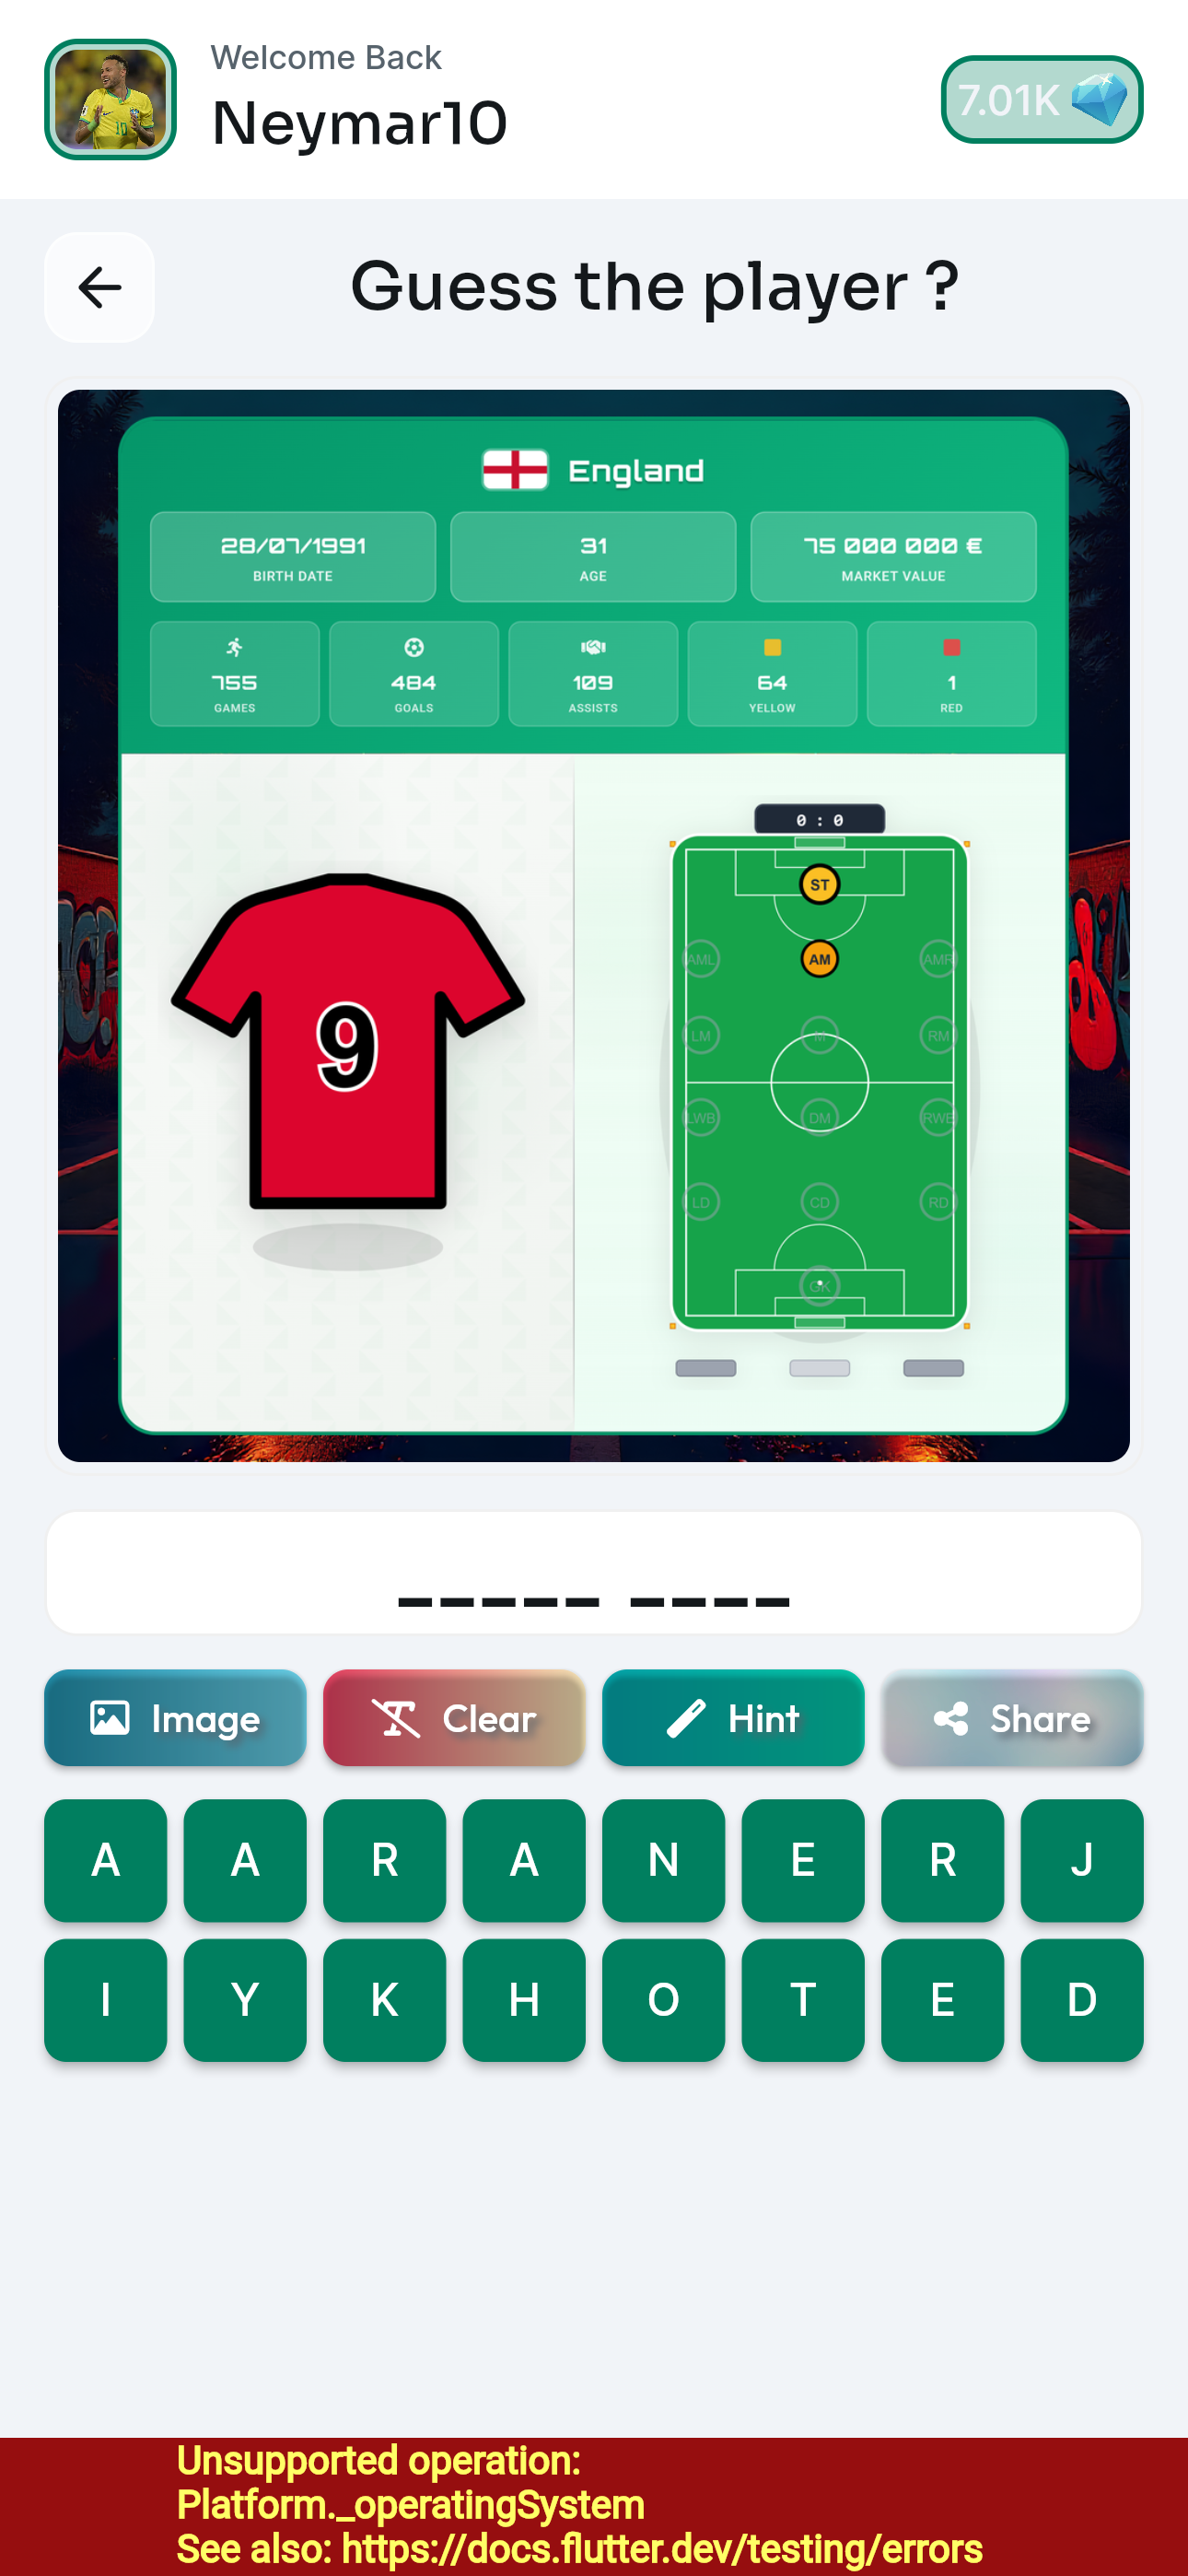 Welcome Back
Neymar10
7.01K
Guess the player ?
England
28/07/1991
BIRTH DATE
31
AGE
75 000 000 €
MARKET VALUE
755
GAMES
484
GOALS
109
ASSISTS
64
YELLOW
1
RED
9
0 : 0
ST
AML
AM
AMR
LM
M
RM
LWB
DM
RWB
LD
CD
RD
GK
Image
Clear
Hint
Share
A A R A N E R J
I Y K H O T E D
Unsupported operation:
Platform._operatingSystem
See also: https://docs.flutter.dev/testing/errors